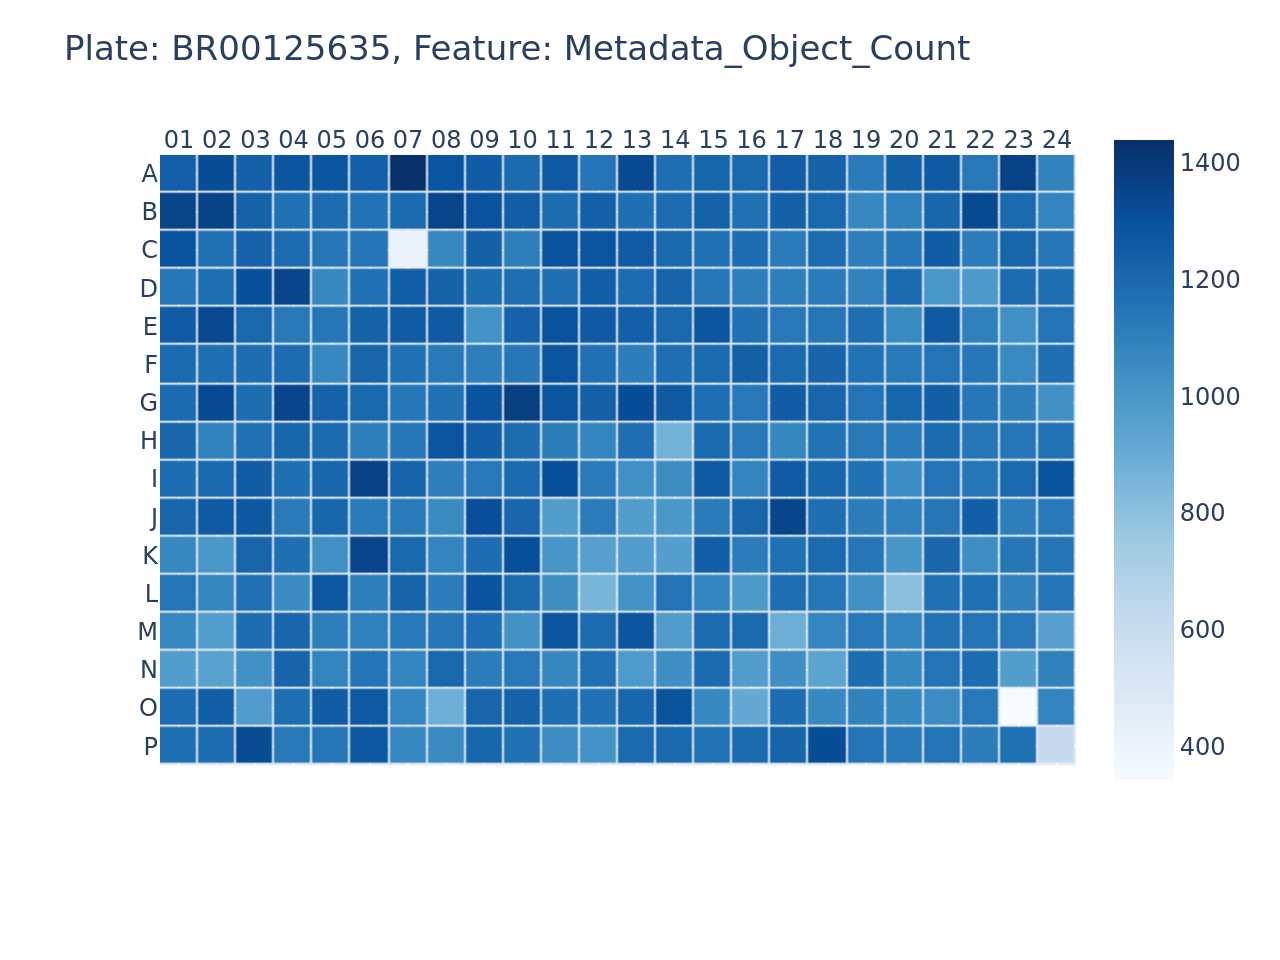 Plate: BR00125635, Feature: Metadata_Object_Count
01 02 03 04 05 06 07 08 09 10 11 12 13 14 15 16 17 18 19 20 21 22 23 24
A
B
C
D
E
F
G
H
I
J
K
L
M
N
O
P
1400
1200
1000
800
600
400